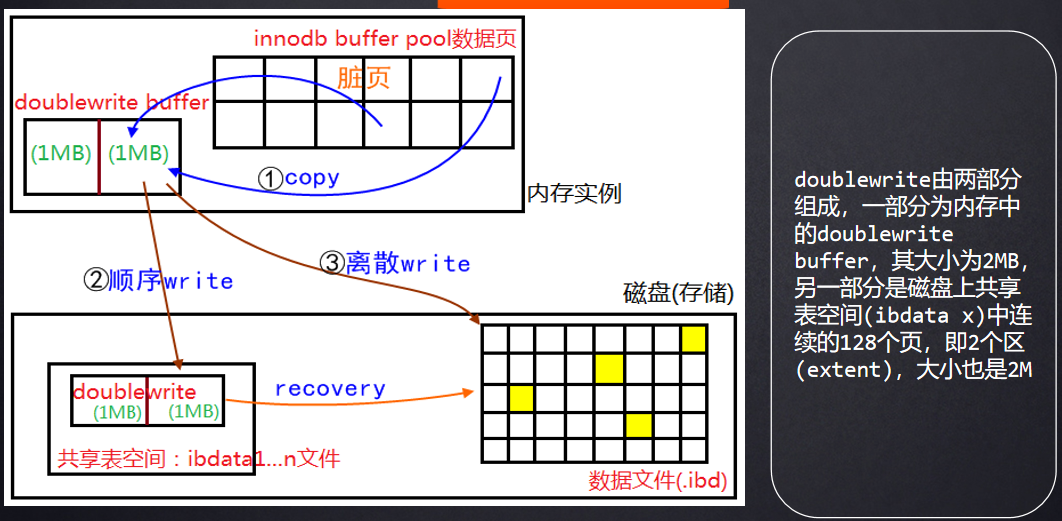 innodb buffer pool数据页
脏页
doublewrite buffer
(1MB) (1MB)
①copy
内存实例
②顺序write
③离散write
磁盘(存储)
doublewrite
(1MB) (1MB)
recovery
共享表空间：ibdata1...n文件
数据文件(.ibd)
doublewrite由两部分
组成，一部分为内存中
的doublewrite
buffer，其大小为2MB，
另一部分是磁盘上共享
表空间(ibdata x)中连
续的128个页，即2个区
(extent)，大小也是2M